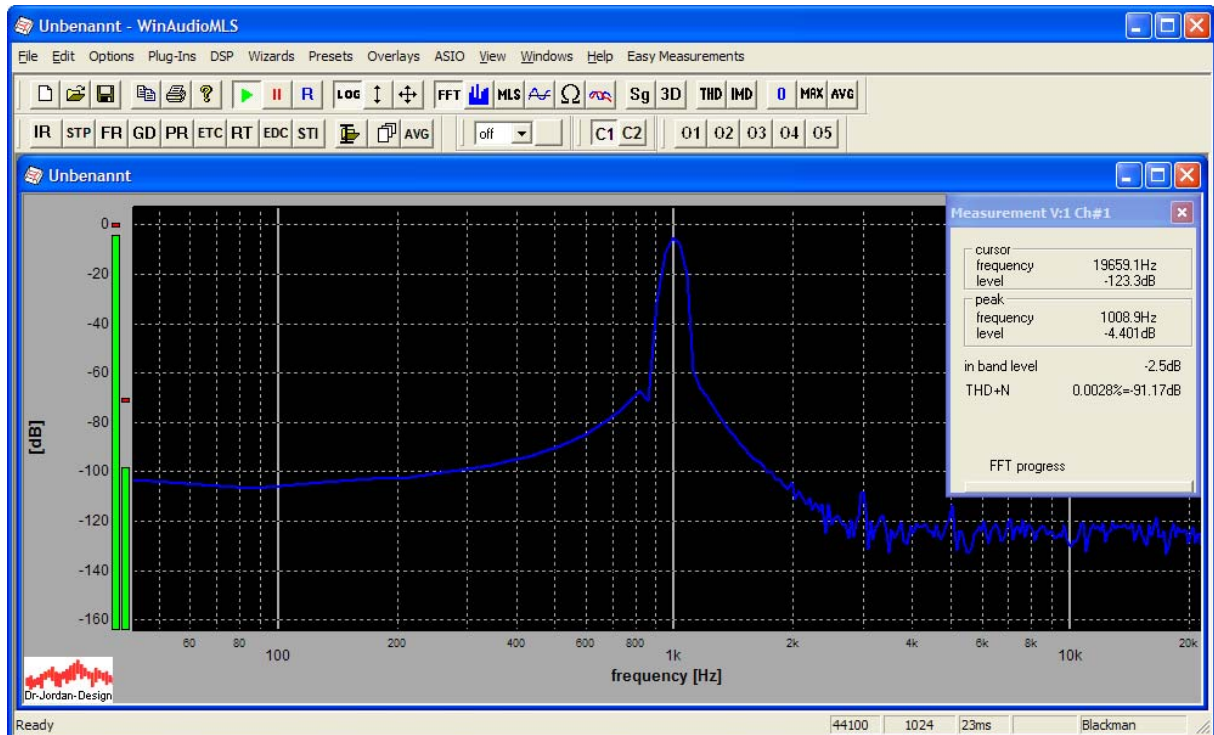 Unbenannt - WinAudioMLS
File Edit Options Plug-Ins DSP Wizards Presets Overlays ASIO View Windows Help Easy Measurements
R LOG FFT MLS Ω Sg 3D THD IMD 0 MAX AVG
IR STP FR GD PR ETC RT EDC STI AVG off C1 C2 01 02 03 04 05
Unbenannt
Measurement V:1 Ch#1
cursor
frequency 19659.1Hz
level -123.3dB
peak
frequency 1008.9Hz
level -4.401dB
in band level -2.5dB
THD+N 0.0028%=-91.17dB
FFT progress
[dB]
0
-20
-40
-60
-80
-100
-120
-140
-160
60 80 100 200 400 600 800 1k 2k 4k 6k 8k 10k 20k
frequency [Hz]
Dr-Jordan-Design
Ready 44100 1024 23ms Blackman